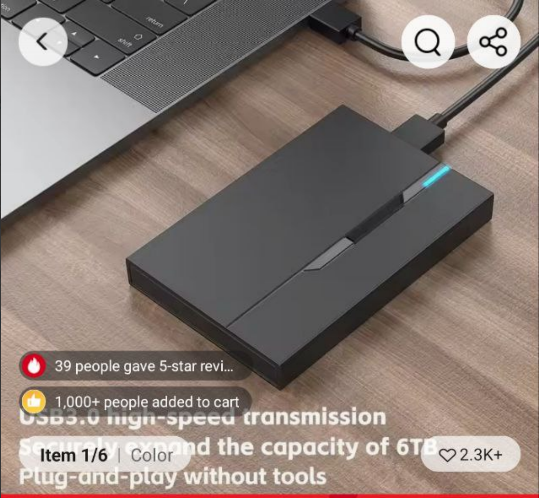 39 people gave 5-star revi...
1,000+ people added to cart
USB3.0 high-speed transmission
Securely expand the capacity of 6TB
Item 1/6 | Color
2.3K+
Plug-and-play without tools